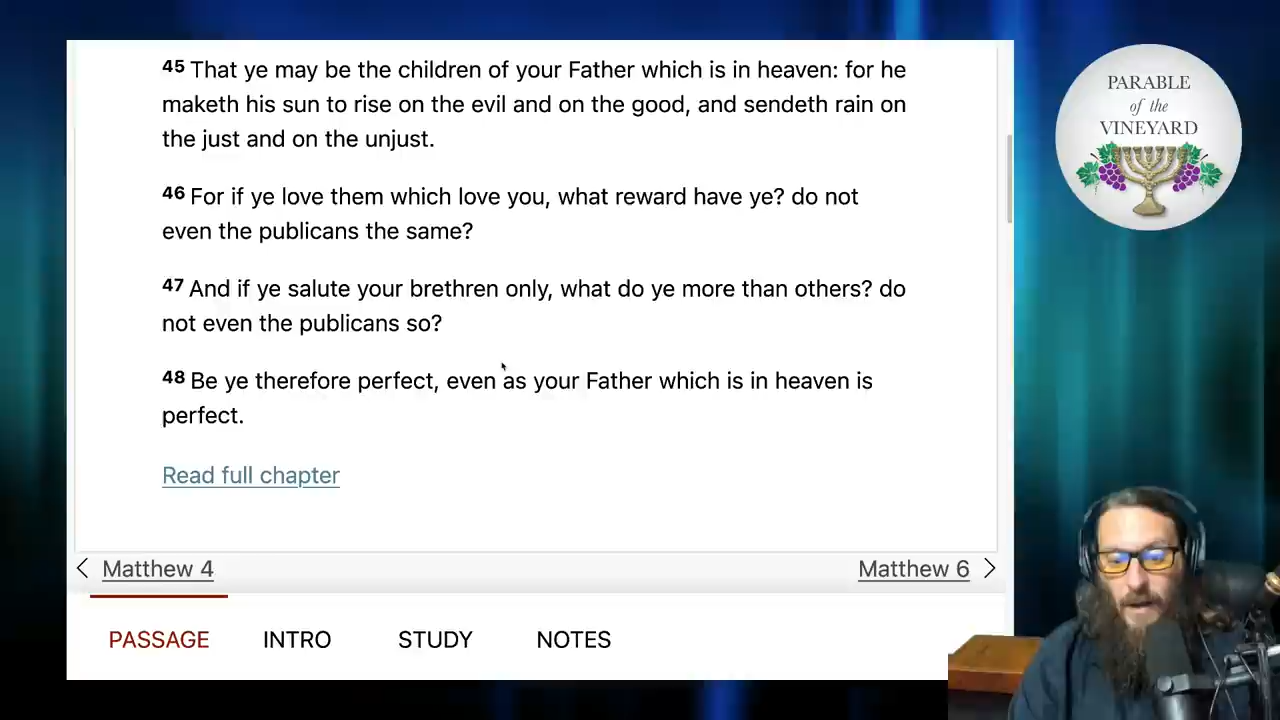 45 That ye may be the children of your Father which is in heaven: for he
maketh his sun to rise on the evil and on the good, and sendeth rain on
the just and on the unjust.
46 For if ye love them which love you, what reward have ye? do not
even the publicans the same?
47 And if ye salute your brethren only, what do ye more than others? do
not even the publicans so?
48 Be ye therefore perfect, even as your Father which is in heaven is
perfect.
Read full chapter
Matthew 4
Matthew 6
PASSAGE
INTRO
STUDY
NOTES
PARABLE
of the
VINEYARD